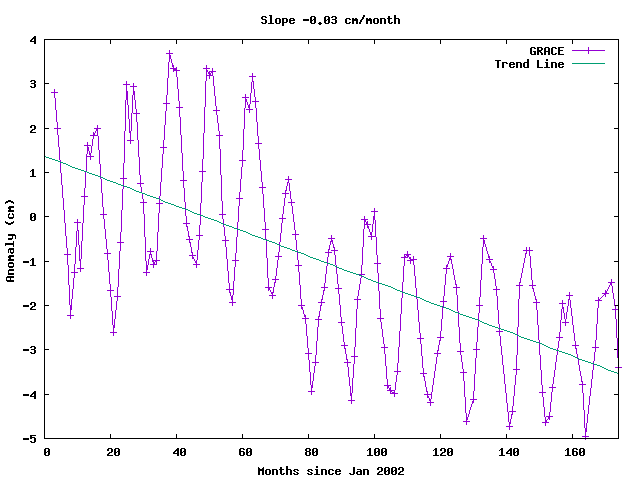 Slope -0.03 cm/month
GRACE
Trend Line
4
3
2
1
0
-1
-2
-3
-4
-5
Anomaly (cm)
0 20 40 60 80 100 120 140 160
Months since Jan 2002